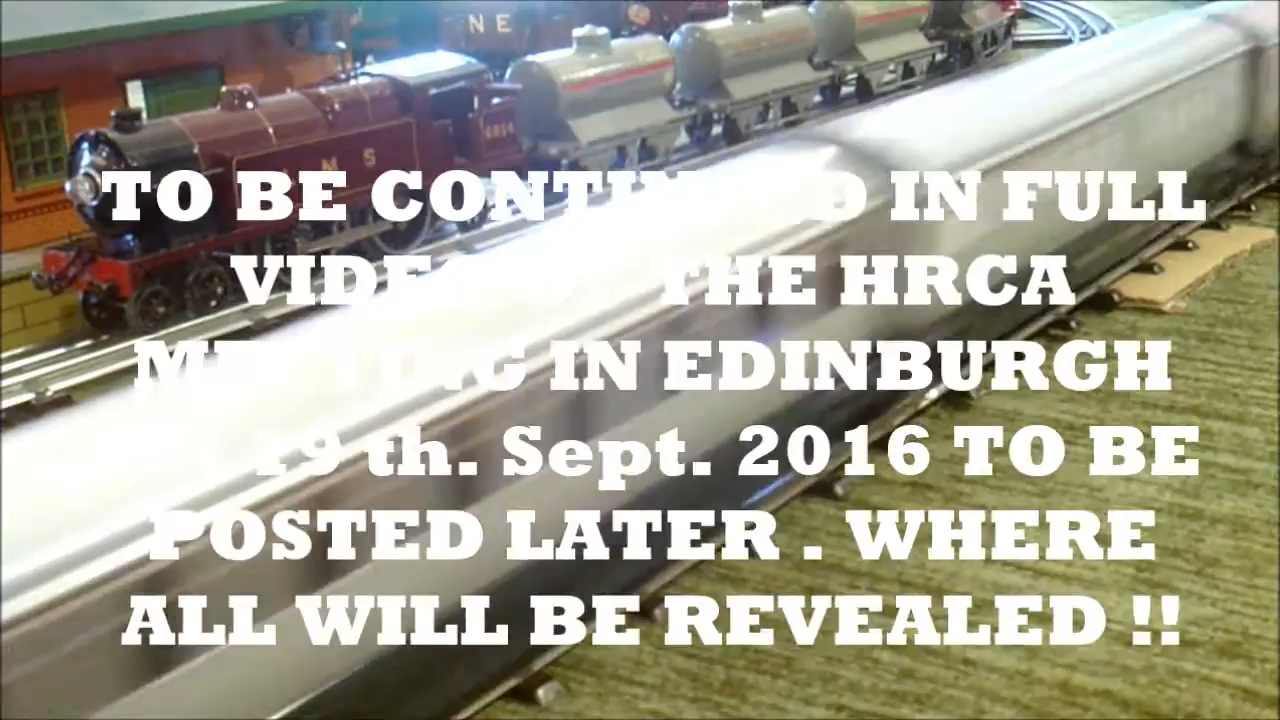 N E
M S
TO BE IN FULL
THE HRCA
IN EDINBURGH
19 th. Sept. 2016 TO BE
POSTED LATER . WHERE
ALL WILL BE REVEALED !!